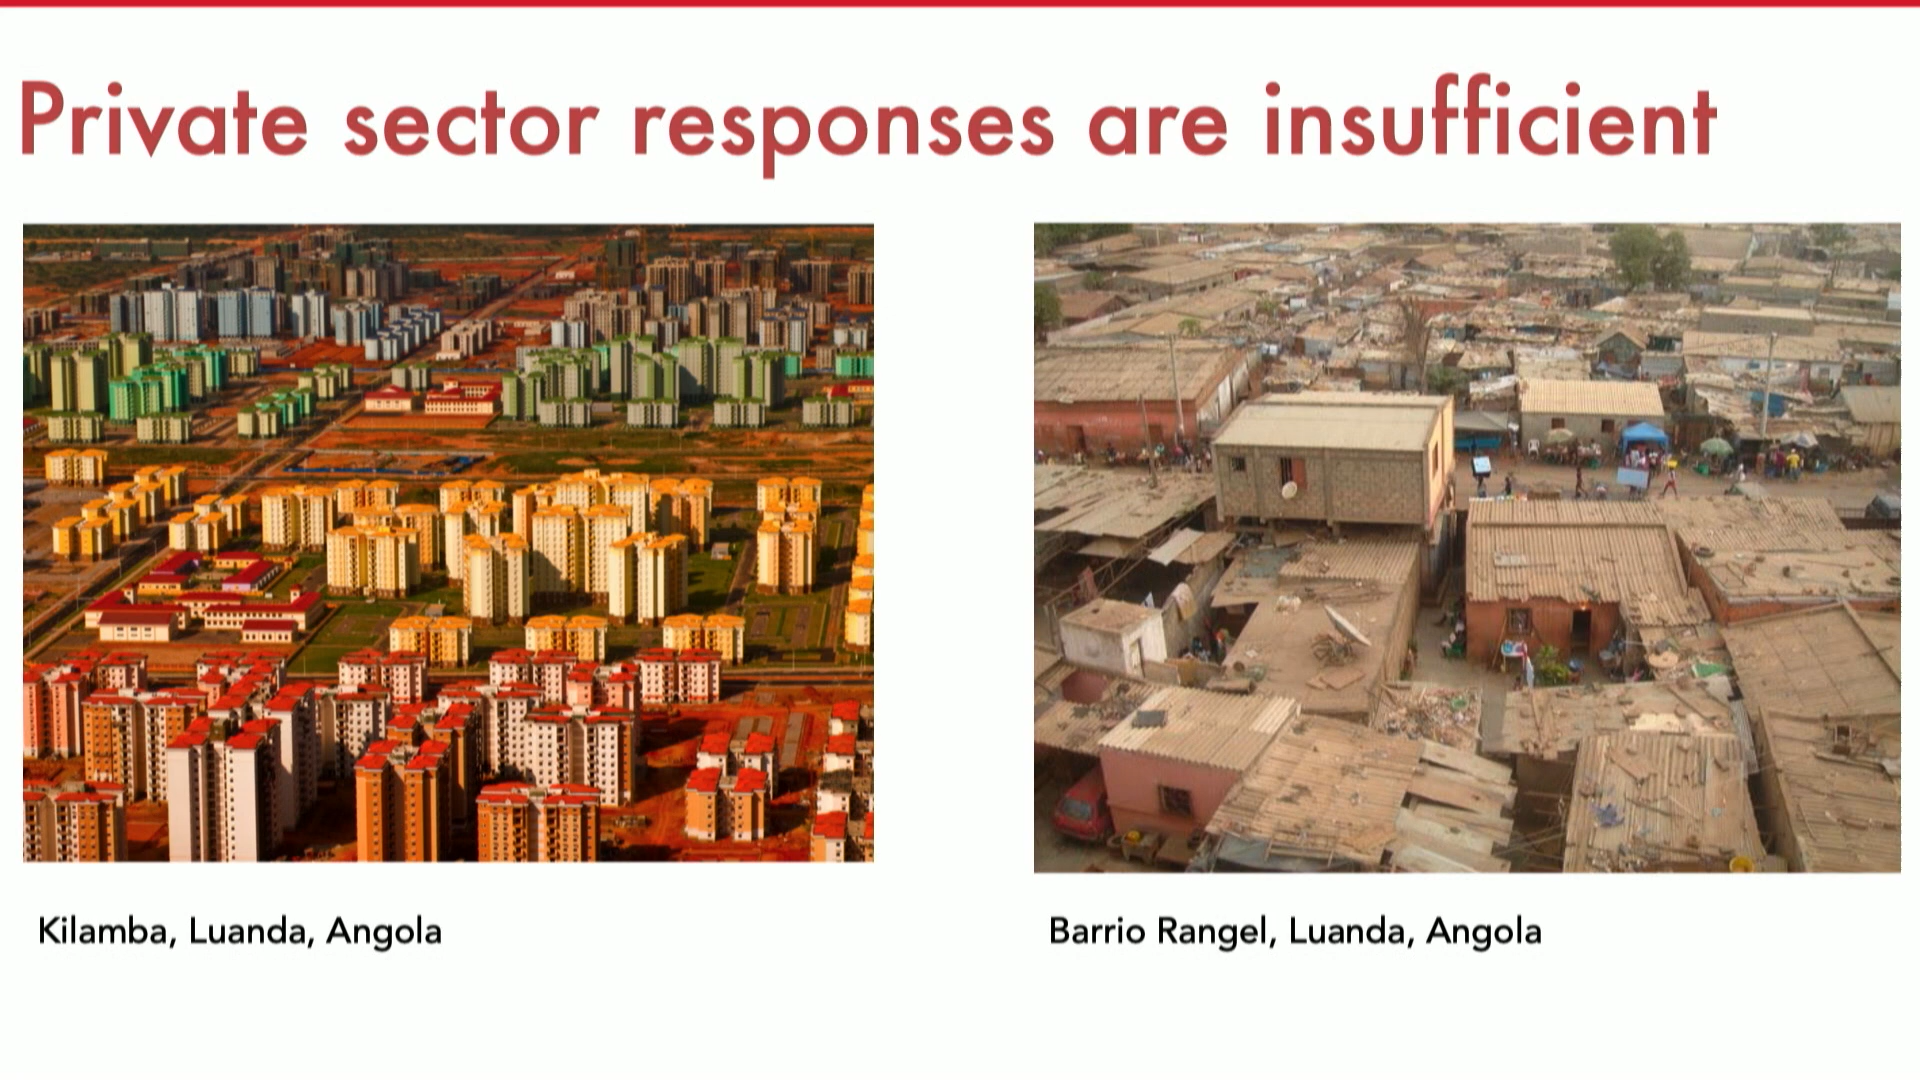 Private sector responses are insufficient
Kilamba, Luanda, Angola
Barrio Rangel, Luanda, Angola